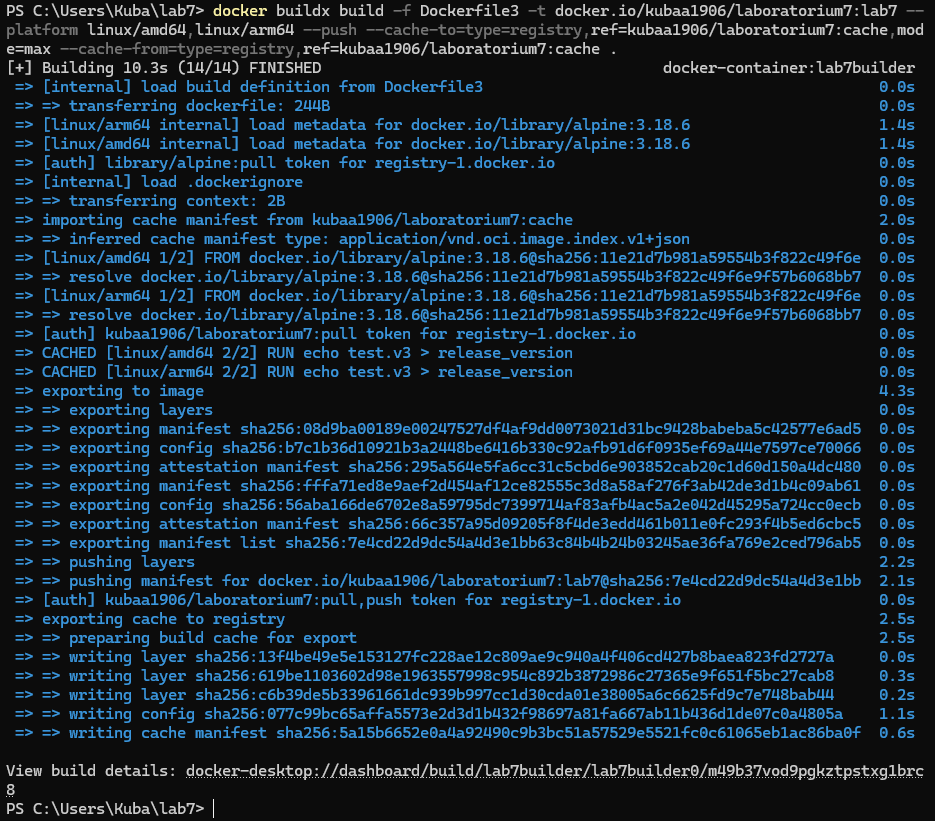 PS C:\Users\Kuba\lab7> docker buildx build -f Dockerfile3 -t docker.io/kubaa1906/laboratorium7:lab7 --
platform linux/amd64,linux/arm64 --push --cache-to=type=registry,ref=kubaa1906/laboratorium7:cache,mod
e=max --cache-from=type=registry,ref=kubaa1906/laboratorium7:cache .
[+] Building 10.3s (14/14) FINISHED docker-container:lab7builder
=> [internal] load build definition from Dockerfile3 0.0s
=> => transferring dockerfile: 244B 0.0s
=> [linux/arm64 internal] load metadata for docker.io/library/alpine:3.18.6 1.4s
=> [linux/amd64 internal] load metadata for docker.io/library/alpine:3.18.6 1.4s
=> [auth] library/alpine:pull token for registry-1.docker.io 0.0s
=> [internal] load .dockerignore 0.0s
=> => transferring context: 2B 0.0s
=> importing cache manifest from kubaa1906/laboratorium7:cache 2.0s
=> => inferred cache manifest type: application/vnd.oci.image.index.v1+json 0.0s
=> [linux/amd64 1/2] FROM docker.io/library/alpine:3.18.6@sha256:11e21d7b981a59554b3f822c49f6e 0.0s
=> => resolve docker.io/library/alpine:3.18.6@sha256:11e21d7b981a59554b3f822c49f6e9f57b6068bb7 0.0s
=> [linux/arm64 1/2] FROM docker.io/library/alpine:3.18.6@sha256:11e21d7b981a59554b3f822c49f6e 0.0s
=> => resolve docker.io/library/alpine:3.18.6@sha256:11e21d7b981a59554b3f822c49f6e9f57b6068bb7 0.0s
=> [auth] kubaa1906/laboratorium7:pull token for registry-1.docker.io 0.0s
=> CACHED [linux/amd64 2/2] RUN echo test.v3 > release_version 0.0s
=> CACHED [linux/arm64 2/2] RUN echo test.v3 > release_version 0.0s
=> exporting to image 4.3s
=> => exporting layers 0.0s
=> => exporting manifest sha256:08d9ba00189e00247527df4af9dd0073021d31bc9428babeba5c42577e6ad5 0.0s
=> => exporting config sha256:b7c1b36d10921b3a2448be6416b330c92afb91d6f0935ef69a44e7597ce70066 0.0s
=> => exporting attestation manifest sha256:295a564e5fa6cc31c5cbd6e903852cab20c1d60d150a4dc480 0.0s
=> => exporting manifest sha256:fffa71ed8e9aef2d454af12ce82555c3d8a58af276f3ab42de3d1b4c09ab61 0.0s
=> => exporting config sha256:56aba166de6702e8a59795dc7399714af83afb4ac5a2e042d45295a724cc0ecb 0.0s
=> => exporting attestation manifest sha256:66c357a95d09205f8f4de3edd461b011e0fc293f4b5ed6cbc5 0.0s
=> => exporting manifest list sha256:7e4cd22d9dc54a4d3e1bb63c84b4b24b03245ae36fa769e2ced796ab5 0.0s
=> => pushing layers 2.2s
=> => pushing manifest for docker.io/kubaa1906/laboratorium7:lab7@sha256:7e4cd22d9dc54a4d3e1bb 2.1s
=> [auth] kubaa1906/laboratorium7:pull,push token for registry-1.docker.io 0.0s
=> exporting cache to registry 2.5s
=> => preparing build cache for export 2.5s
=> => writing layer sha256:13f4be49e5e153127fc228ae12c809ae9c940a4f406cd427b8baea823fd2727a 0.0s
=> => writing layer sha256:619be1103602d98e1963557998c954c892b3872986c27365e9f651f5bc27cab8 0.3s
=> => writing layer sha256:c6b39de5b33961661dc939b997cc1d30cda01e38005a6c6625fd9c7e748bab44 0.2s
=> => writing config sha256:077c99bc65affa5573e2d3d1b432f98697a81fa667ab11b436d1de07c0a4805a 1.1s
=> => writing cache manifest sha256:5a15b6652e0a4a92490c9b3bc51a57529e5521fc0c61065eb1ac86ba0f 0.6s
View build details: docker-desktop://dashboard/build/lab7builder/lab7builder0/m49b37vod9pgkztpstxg1brc
8
PS C:\Users\Kuba\lab7>